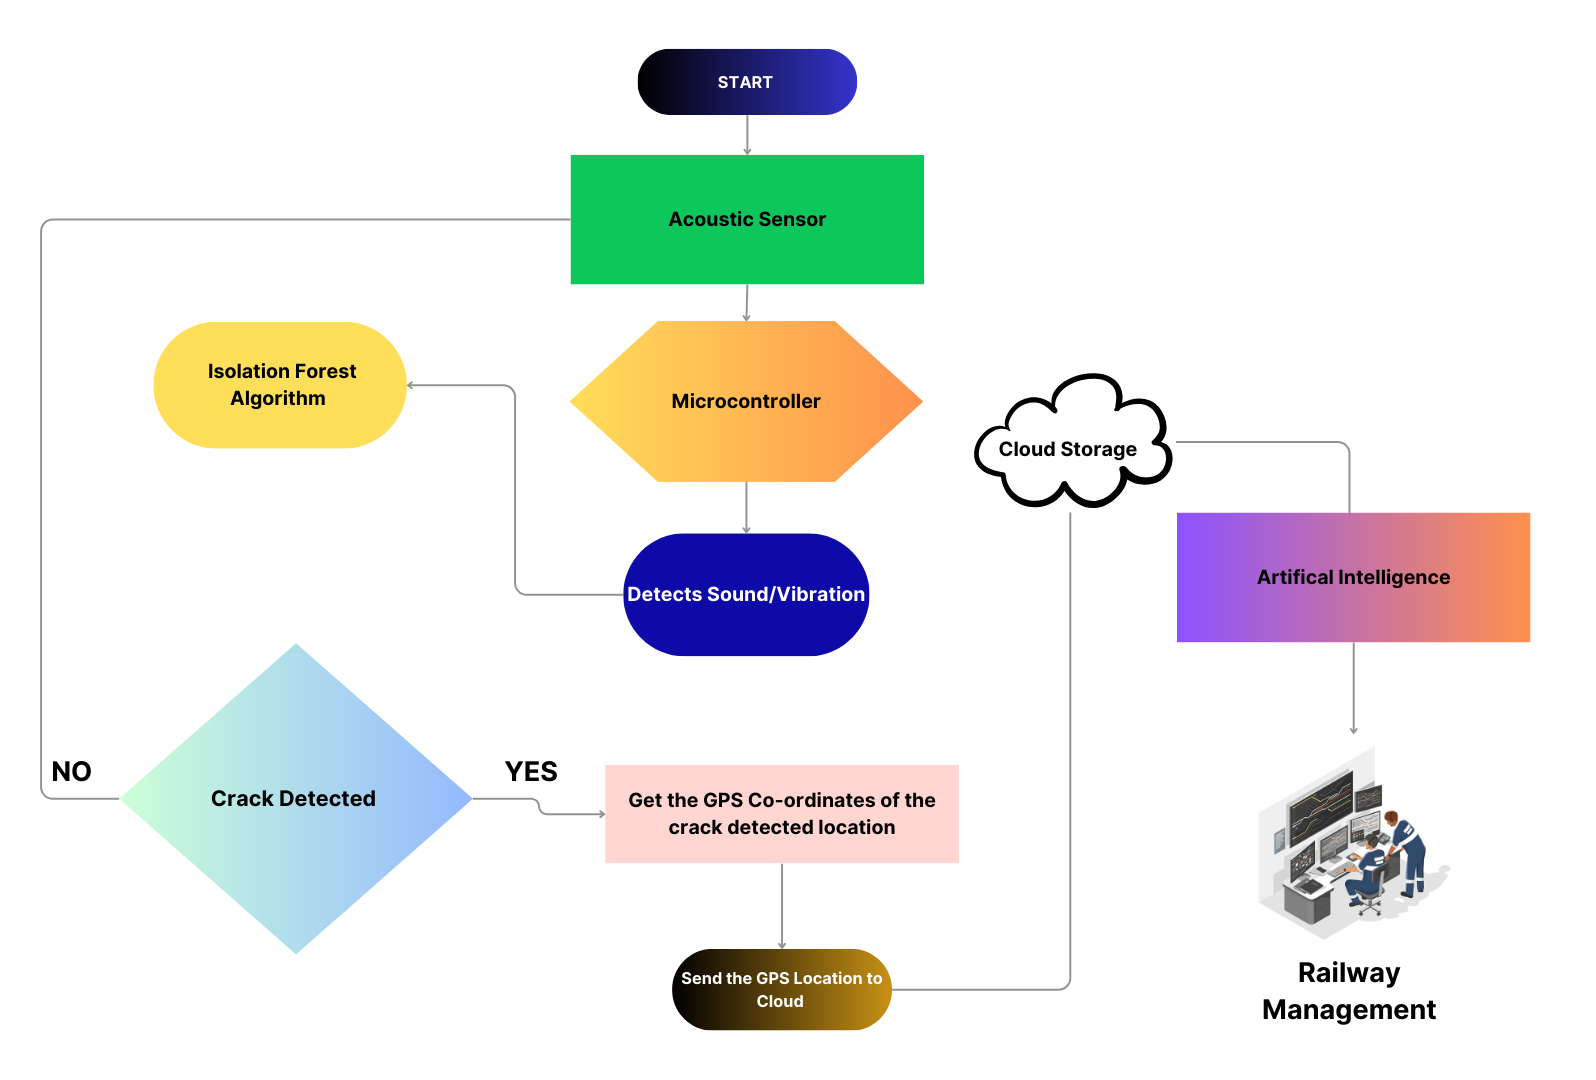 START
Acoustic Sensor
Isolation Forest
Algorithm
Microcontroller
Cloud Storage
Detects Sound/Vibration
Artifical Intelligence
NO
YES
Crack Detected
Get the GPS Co-ordinates of the
crack detected location
Send the GPS Location to
Cloud
Railway
Management